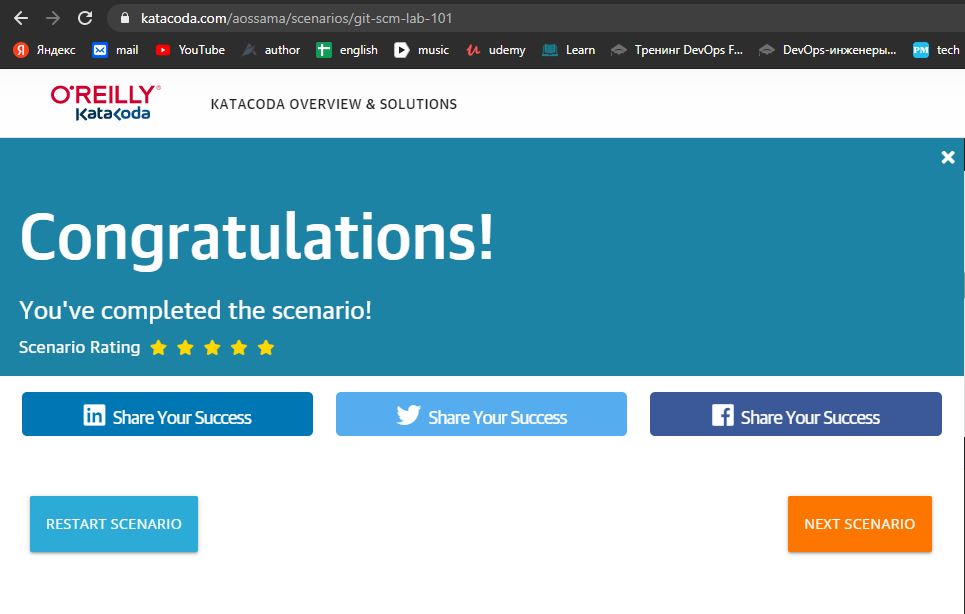 katacoda.com/aossama/scenarios/git-scm-lab-101
Я Яндекс mail YouTube author english music udemy Learn Тренинг DevOps F... DevOps-инженеры... PM tech
O'REILLY®
Katacoda
KATACODA OVERVIEW & SOLUTIONS
Congratulations!
You've completed the scenario!
Scenario Rating
in Share Your Success
Share Your Success
f Share Your Success
RESTART SCENARIO
NEXT SCENARIO